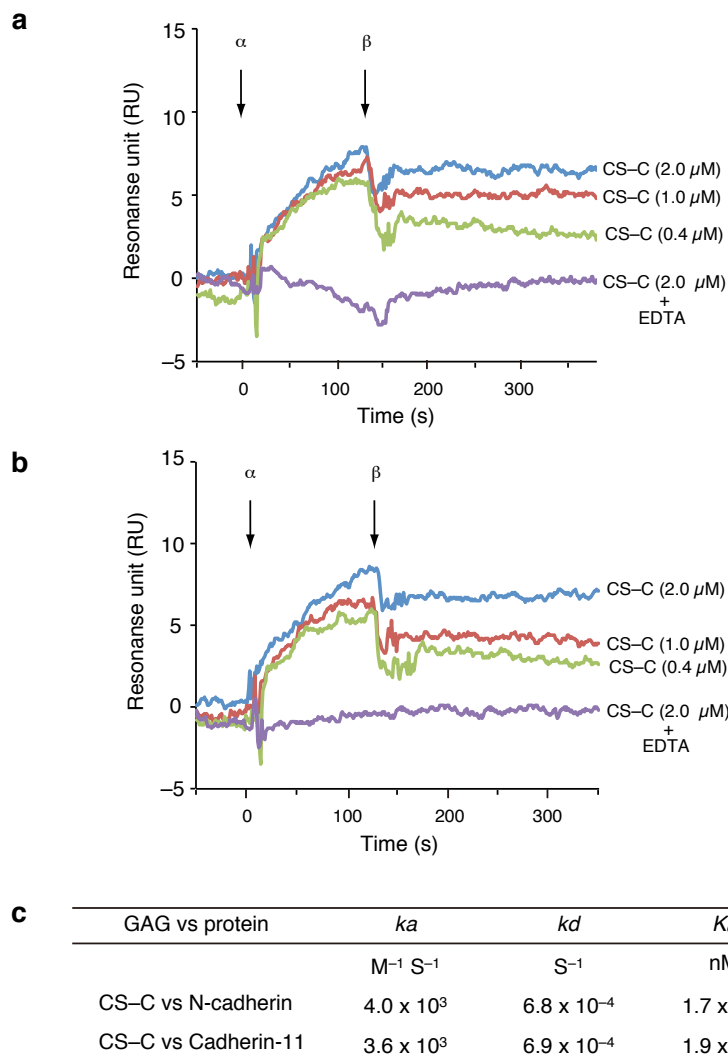 a
α
β
15
10
5
0
−5
Resonanse unit (RU)
CS–C (2.0 µM)
CS–C (1.0 µM)
CS–C (0.4 µM)
CS–C (2.0 µM)
+
EDTA
0 100 200 300
Time (s)
b
α
β
15
10
5
0
−5
Resonanse unit (RU)
CS–C (2.0 µM)
CS–C (1.0 µM)
CS–C (0.4 µM)
CS–C (2.0 µM)
+
EDTA
0 100 200 300
Time (s)
c
GAG vs protein ka kd
M⁻¹ S⁻¹ S⁻¹
CS–C vs N-cadherin 4.0 x 10³ 6.8 x 10⁻⁴ 1.7 x
CS–C vs Cadherin-11 3.6 x 10³ 6.9 x 10⁻⁴ 1.9 x